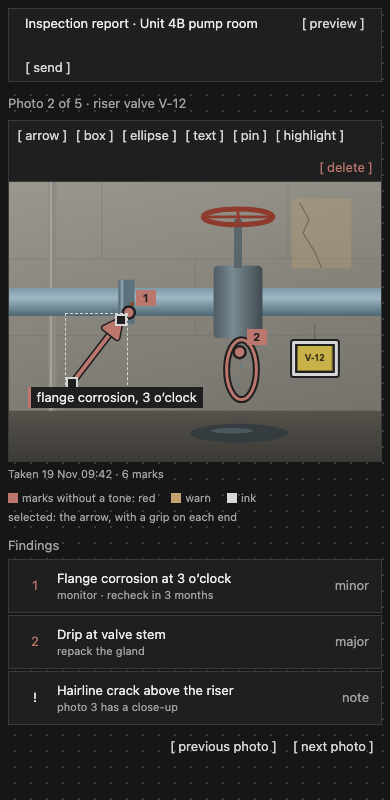 Inspection report · Unit 4B pump room [ preview ]
[ send ]
Photo 2 of 5 · riser valve V-12
[ arrow ] [ box ] [ ellipse ] [ text ] [ pin ] [ highlight ]
[ delete ]
1
2
V-12
flange corrosion, 3 o'clock
Taken 19 Nov 09:42 · 6 marks
marks without a tone: red warn ink
selected: the arrow, with a grip on each end
Findings
1 Flange corrosion at 3 o'clock minor
monitor · recheck in 3 months
2 Drip at valve stem major
repack the gland
! Hairline crack above the riser note
photo 3 has a close-up
[ previous photo ] [ next photo ]